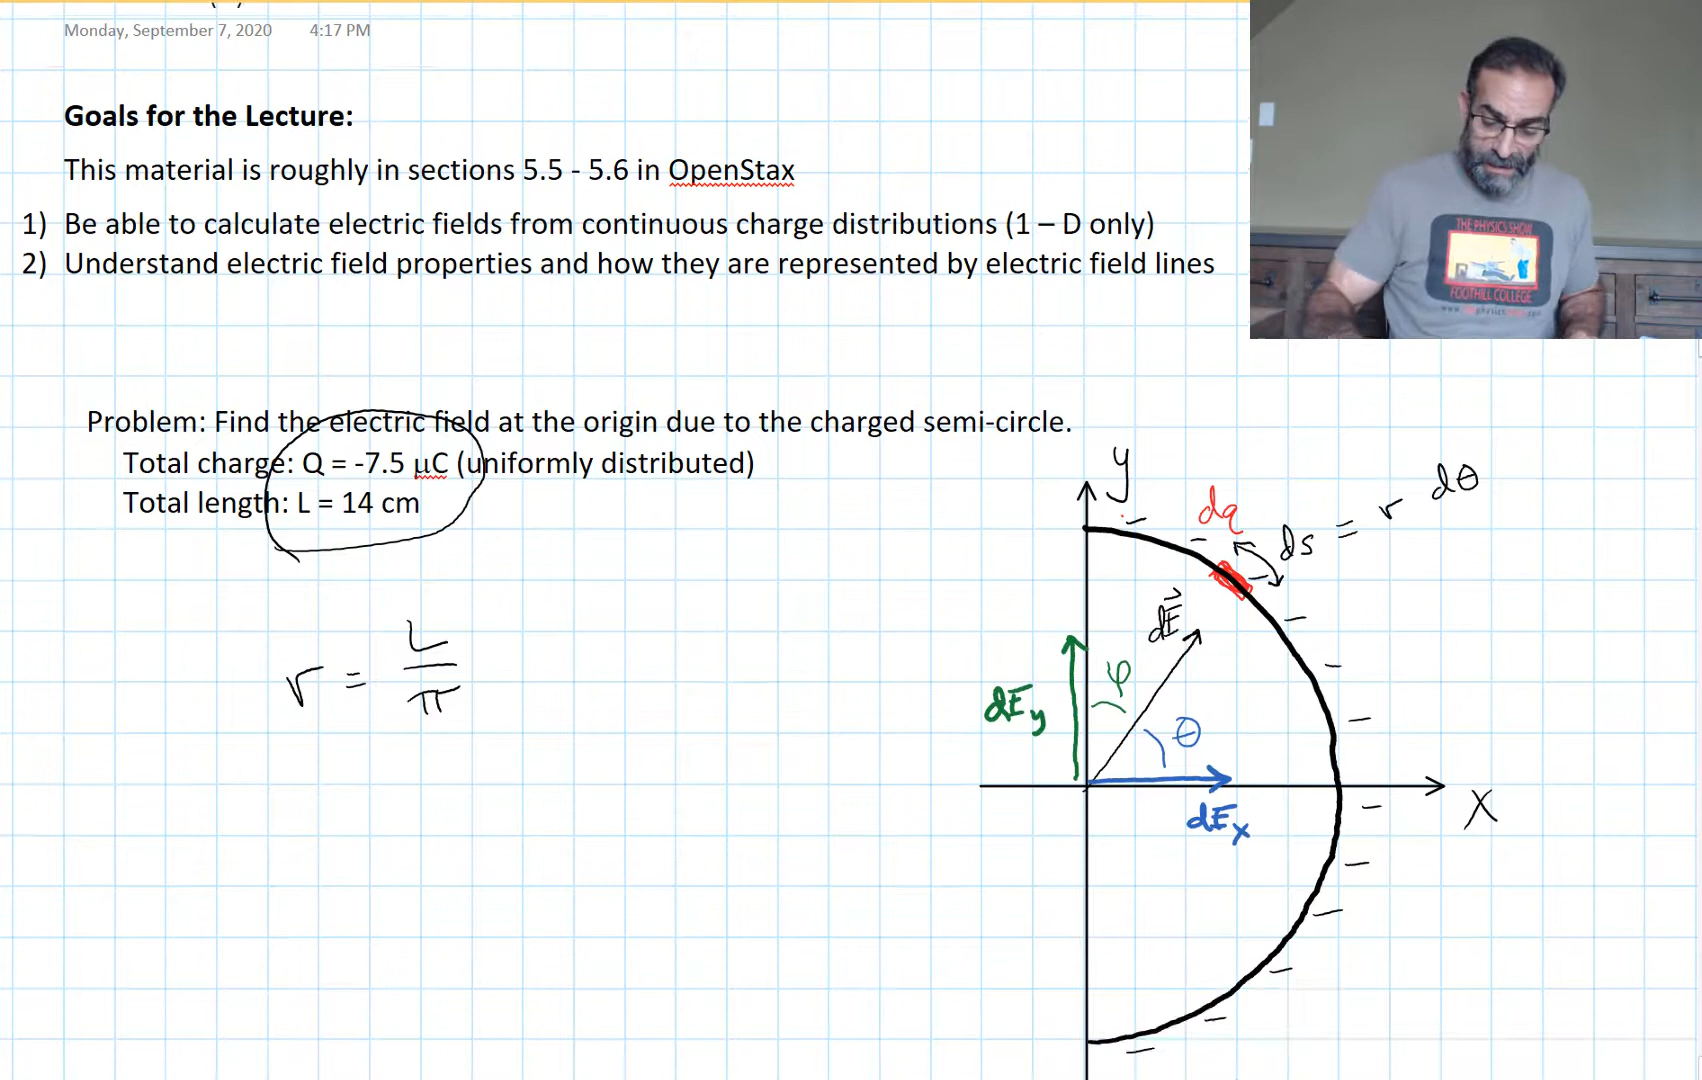 Monday, September 7, 2020 4:17 PM
Goals for the Lecture:
This material is roughly in sections 5.5 - 5.6 in OpenStax
1) Be able to calculate electric fields from continuous charge distributions (1 – D only)
2) Understand electric field properties and how they are represented by electric field lines
THE PHYSICS SHOW
FOOTHILL COLLEGE
Problem: Find the electric field at the origin due to the charged semi-circle.
Total charge: Q = -7.5 μC (uniformly distributed)
Total length: L = 14 cm
r = L/π
y
dq
ds = r dθ
dE⃗
φ
dEy
θ
dEx
x